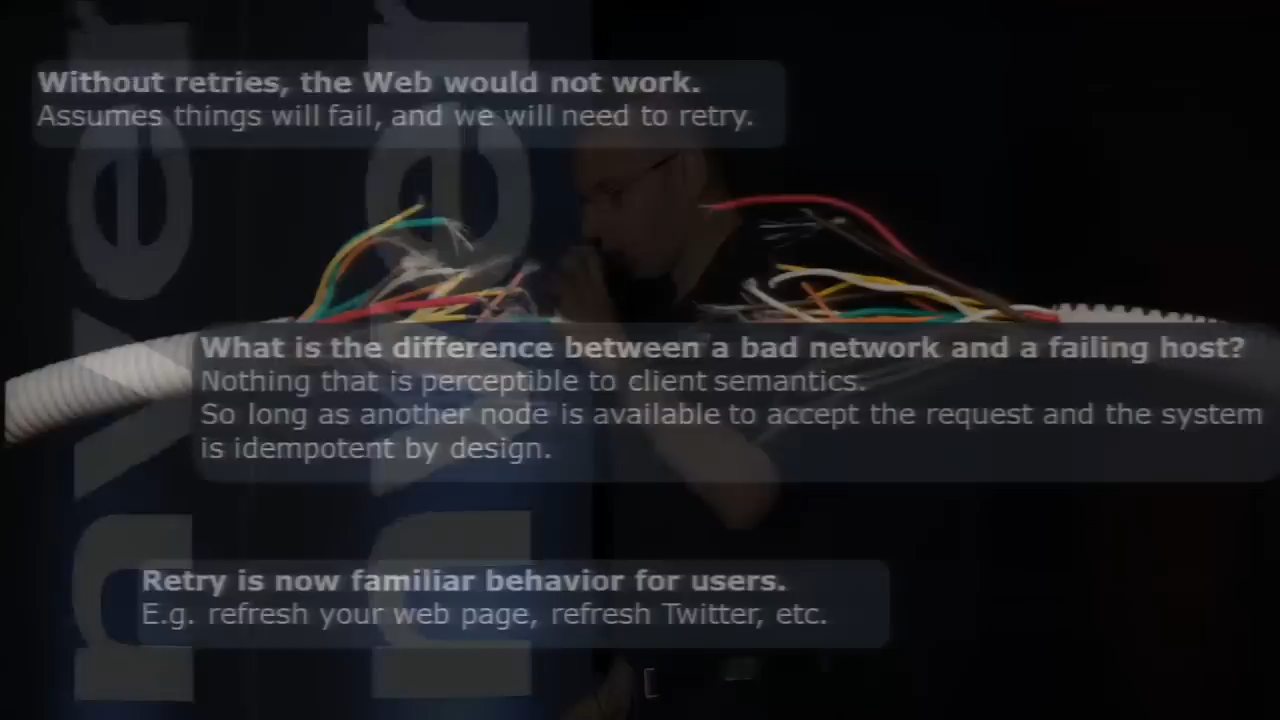 Without retries, the Web would not work.
Assumes things will fail, and we will need to retry.
What is the difference between a bad network and a failing host?
Nothing that is perceptible to client semantics.
So long as another node is available to accept the request and the system
is idempotent by design.
Retry is now familiar behavior for users.
E.g. refresh your web page, refresh Twitter, etc.